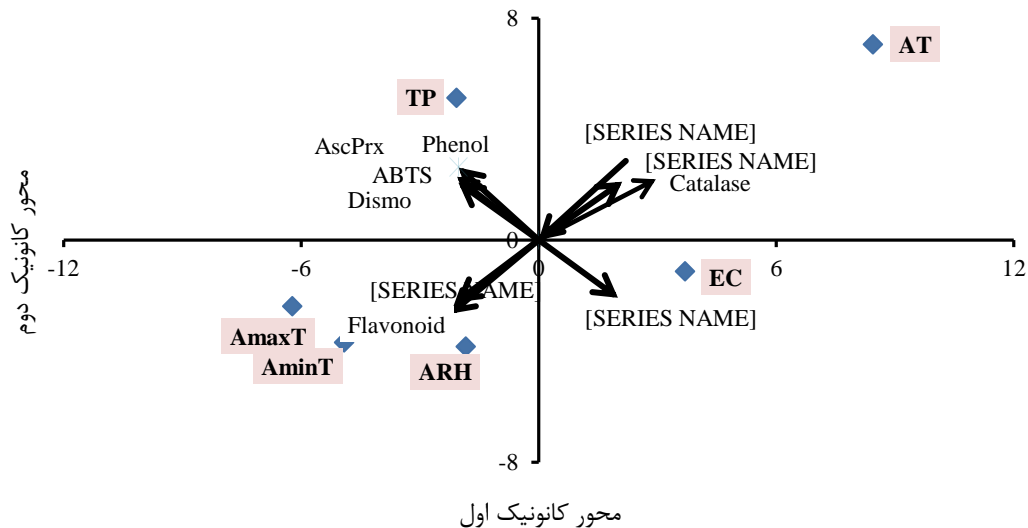 8
AT
TP
AscPrx
Phenol
[SERIES NAME]
[SERIES NAME]
ABTS
Catalase
Dismo
محور کانونیک دوم
0
-12
-6
0
6
12
EC
[SERIES NAME]
[SERIES NAME]
Flavonoid
AmaxT
AminT
ARH
-8
محور کانونیک اول